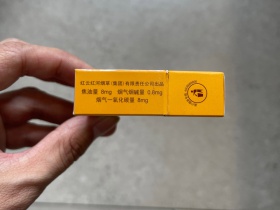 红云红河烟草（集团）有限责任公司出品
焦油量 8mg 烟气烟碱量 0.8mg
烟气一氧化碳量 9mg